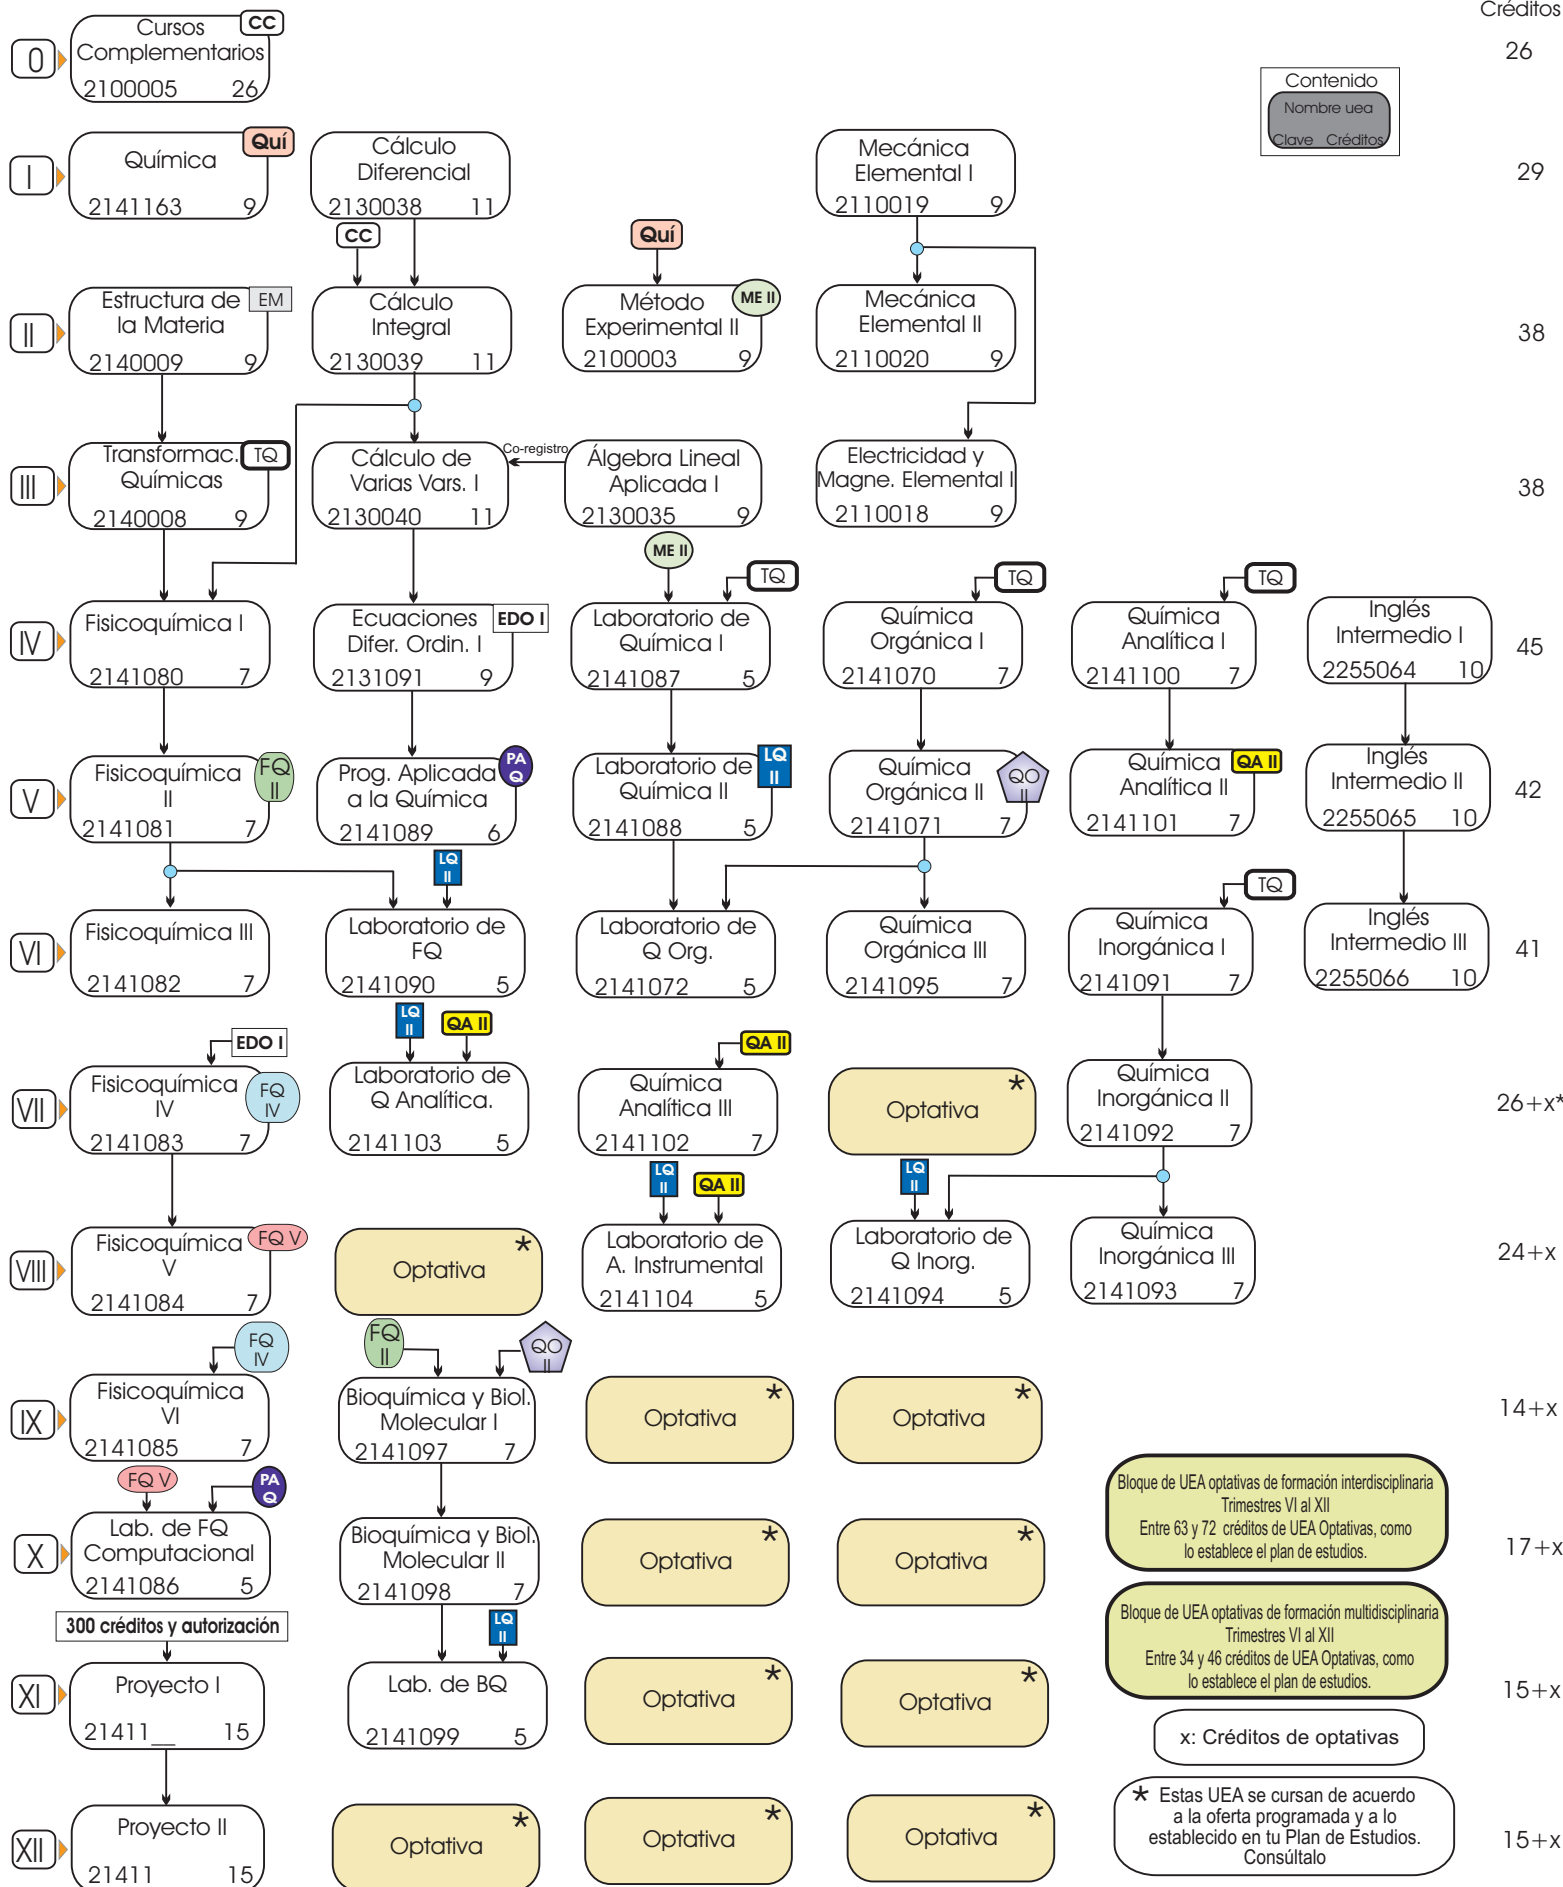 Créditos
0
Cursos
Complementarios
CC
2100005 26
26
Contenido
Nombre uea
Clave Créditos
I
Química
Quí
2141163 9
Cálculo
Diferencial
2130038 11
Mecánica
Elemental I
2110019 9
29
CC
Quí
II
Estructura de
la Materia
EM
2140009 9
Cálculo
Integral
2130039 11
Método
Experimental II
ME II
2100003 9
Mecánica
Elemental II
2110020 9
38
III
Transformac.
Químicas
TQ
2140008 9
Cálculo de
Varias Vars. I
2130040 11
Co-registro
Álgebra Lineal
Aplicada I
2130035 9
Electricidad y
Magne. Elemental I
2110018 9
38
ME II
TQ
TQ
TQ
IV
Fisicoquímica I
2141080 7
Ecuaciones
Difer. Ordin. I
EDO I
2131091 9
Laboratorio de
Química I
2141087 5
Química
Orgánica I
2141070 7
Química
Analítica I
2141100 7
Inglés
Intermedio I
2255064 10
45
V
Fisicoquímica
II
FQ
II
2141081 7
Prog. Aplicada
a la Química
PA
Q
2141089 6
Laboratorio de
Química II
LQ
II
2141088 5
Química
Orgánica II
QO
II
2141071 7
Química
Analítica II
QA II
2141101 7
Inglés
Intermedio II
2255065 10
42
LQ
II
TQ
VI
Fisicoquímica III
2141082 7
Laboratorio de
FQ
2141090 5
Laboratorio de
Q Org.
2141072 5
Química
Orgánica III
2141095 7
Química
Inorgánica I
2141091 7
Inglés
Intermedio III
2255066 10
41
EDO I
LQ
II
QA II
QA II
VII
Fisicoquímica
IV
FQ
IV
2141083 7
Laboratorio de
Q Analítica.
2141103 5
Química
Analítica III
2141102 7
Optativa *
Química
Inorgánica II
2141092 7
26+x*
LQ
II
QA II
LQ
II
VIII
Fisicoquímica
V
FQ V
2141084 7
Optativa *
Laboratorio de
A. Instrumental
2141104 5
Laboratorio de
Q Inorg.
2141094 5
Química
Inorgánica III
2141093 7
24+x
FQ
IV
FQ
II
QO
II
IX
Fisicoquímica
VI
2141085 7
Bioquímica y Biol.
Molecular I
2141097 7
Optativa *
Optativa *
14+x
FQ V
PA
Q
X
Lab. de FQ
Computacional
2141086 5
Bioquímica y Biol.
Molecular II
2141098 7
Optativa *
Optativa *
17+x
Bloque de UEA optativas de formación interdisciplinaria
Trimestres VI al XII
Entre 63 y 72 créditos de UEA Optativas, como
lo establece el plan de estudios.
Bloque de UEA optativas de formación multidisciplinaria
Trimestres VI al XII
Entre 34 y 46 créditos de UEA Optativas, como
lo establece el plan de estudios.
300 créditos y autorización
LQ
II
XI
Proyecto I
21411__ 15
Lab. de BQ
2141099 5
Optativa *
Optativa *
15+x
x: Créditos de optativas
XII
Proyecto II
21411 15
Optativa *
Optativa *
Optativa *
* Estas UEA se cursan de acuerdo
a la oferta programada y a lo
establecido en tu Plan de Estudios.
Consúltalo
15+x